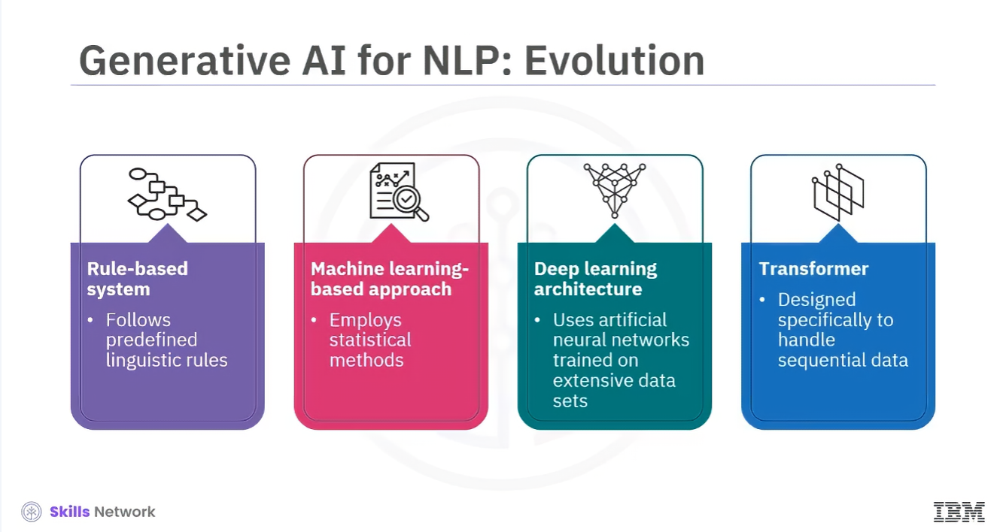 Generative AI for NLP: Evolution
Rule-based
system
• Follows
predefined
linguistic rules
Machine learning-
based approach
• Employs
statistical
methods
Deep learning
architecture
• Uses artificial
neural networks
trained on
extensive data
sets
Transformer
• Designed
specifically to
handle
sequential data
Skills Network
IBM